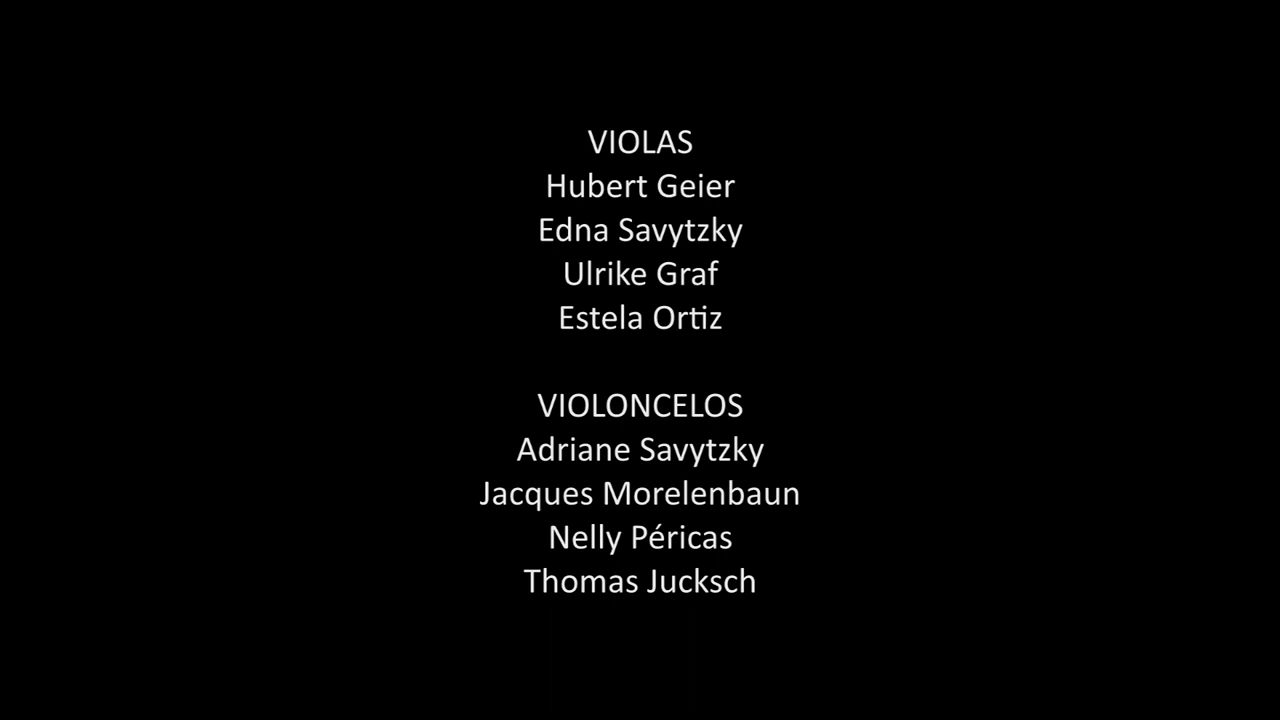 VIOLAS
Hubert Geier
Edna Savytzky
Ulrike Graf
Estela Ortiz
VIOLONCELOS
Adriane Savytzky
Jacques Morelenbaun
Nelly Péricas
Thomas Jucksch